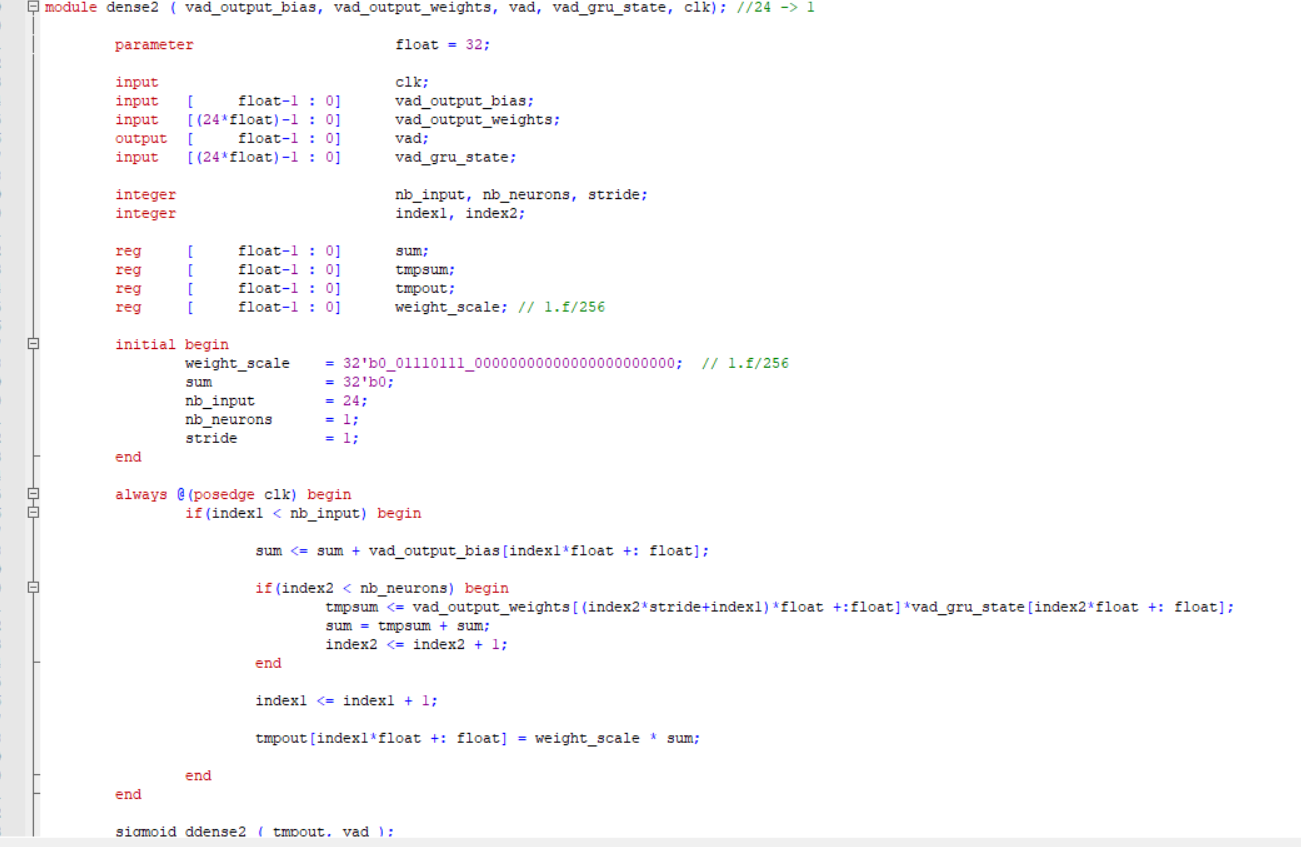 module dense2 ( vad_output_bias, vad_output_weights, vad, vad_gru_state, clk); //24 -> 1
parameter float = 32;
input clk;
input [ float-1 : 0] vad_output_bias;
input [(24*float)-1 : 0] vad_output_weights;
output [ float-1 : 0] vad;
input [(24*float)-1 : 0] vad_gru_state;
integer nb_input, nb_neurons, stride;
integer index1, index2;
reg [ float-1 : 0] sum;
reg [ float-1 : 0] tmpsum;
reg [ float-1 : 0] tmpout;
reg [ float-1 : 0] weight_scale; // 1.f/256
initial begin
weight_scale = 32'b0_01110111_00000000000000000000000; // 1.f/256
sum = 32'b0;
nb_input = 24;
nb_neurons = 1;
stride = 1;
end
always @(posedge clk) begin
if(index1 < nb_input) begin
sum <= sum + vad_output_bias[index1*float +: float];
if(index2 < nb_neurons) begin
tmpsum <= vad_output_weights[(index2*stride+index1)*float +:float]*vad_gru_state[index2*float +: float];
sum = tmpsum + sum;
index2 <= index2 + 1;
end
index1 <= index1 + 1;
tmpout[index1*float +: float] = weight_scale * sum;
end
end
sigmoid ddense2 ( tmpout, vad );